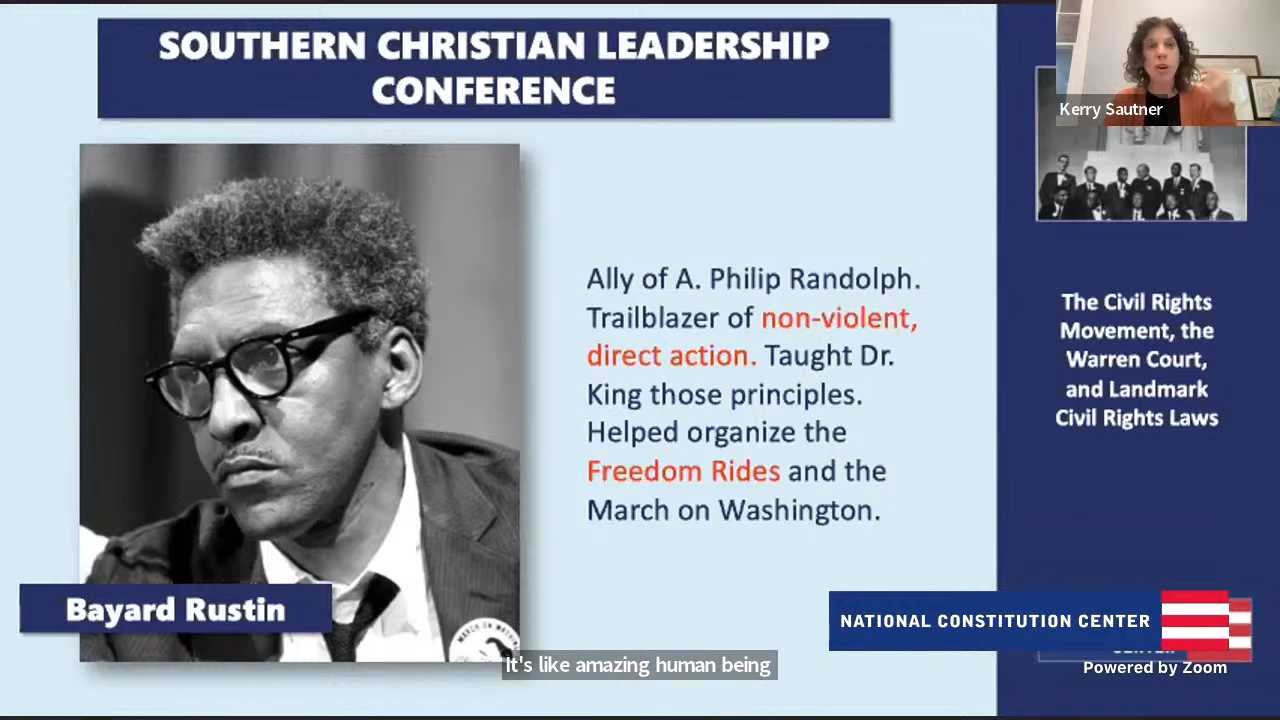 SOUTHERN CHRISTIAN LEADERSHIP
CONFERENCE
Kerry Sautner
Ally of A. Philip Randolph.
Trailblazer of non-violent,
direct action. Taught Dr.
King those principles.
Helped organize the
Freedom Rides and the
March on Washington.
The Civil Rights
Movement, the
Warren Court,
and Landmark
Civil Rights Laws
Bayard Rustin
NATIONAL CONSTITUTION CENTER
MARCH ON
It's like amazing human being
Powered by Zoom